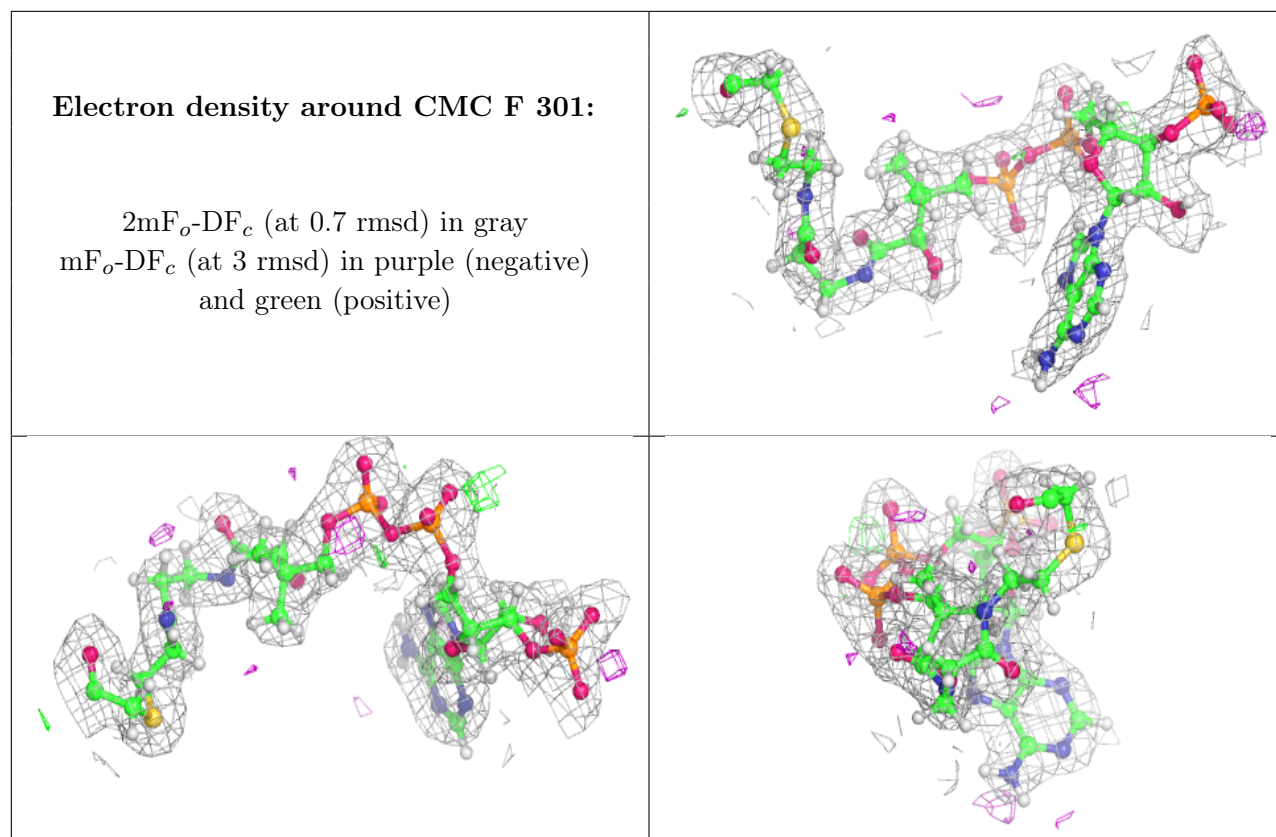 Electron density around CMC F 301:
2mFo-DFc (at 0.7 rmsd) in gray
mFo-DFc (at 3 rmsd) in purple (negative)
and green (positive)